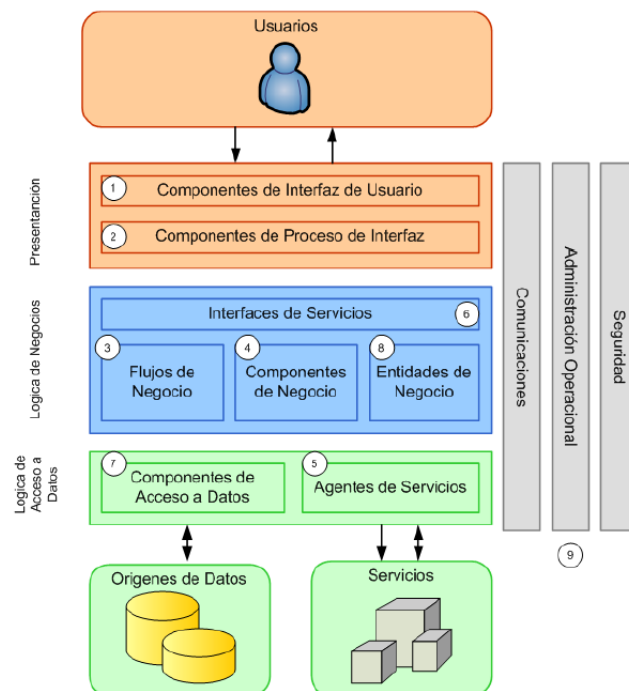 Usuarios
Presentanción
1
Componentes de Interfaz de Usuario
2
Componentes de Proceso de Interfaz
Logica de Negocios
Interfaces de Servicios
6
3
Flujos de
Negocio
4
Componentes
de Negocio
8
Entidades de
Negocio
Logica de
Acceso a
Datos
7
Componentes de
Acceso a Datos
5
Agentes de Servicios
Comunicaciones
Administración Operacional
Seguridad
9
Origenes de Datos
Servicios